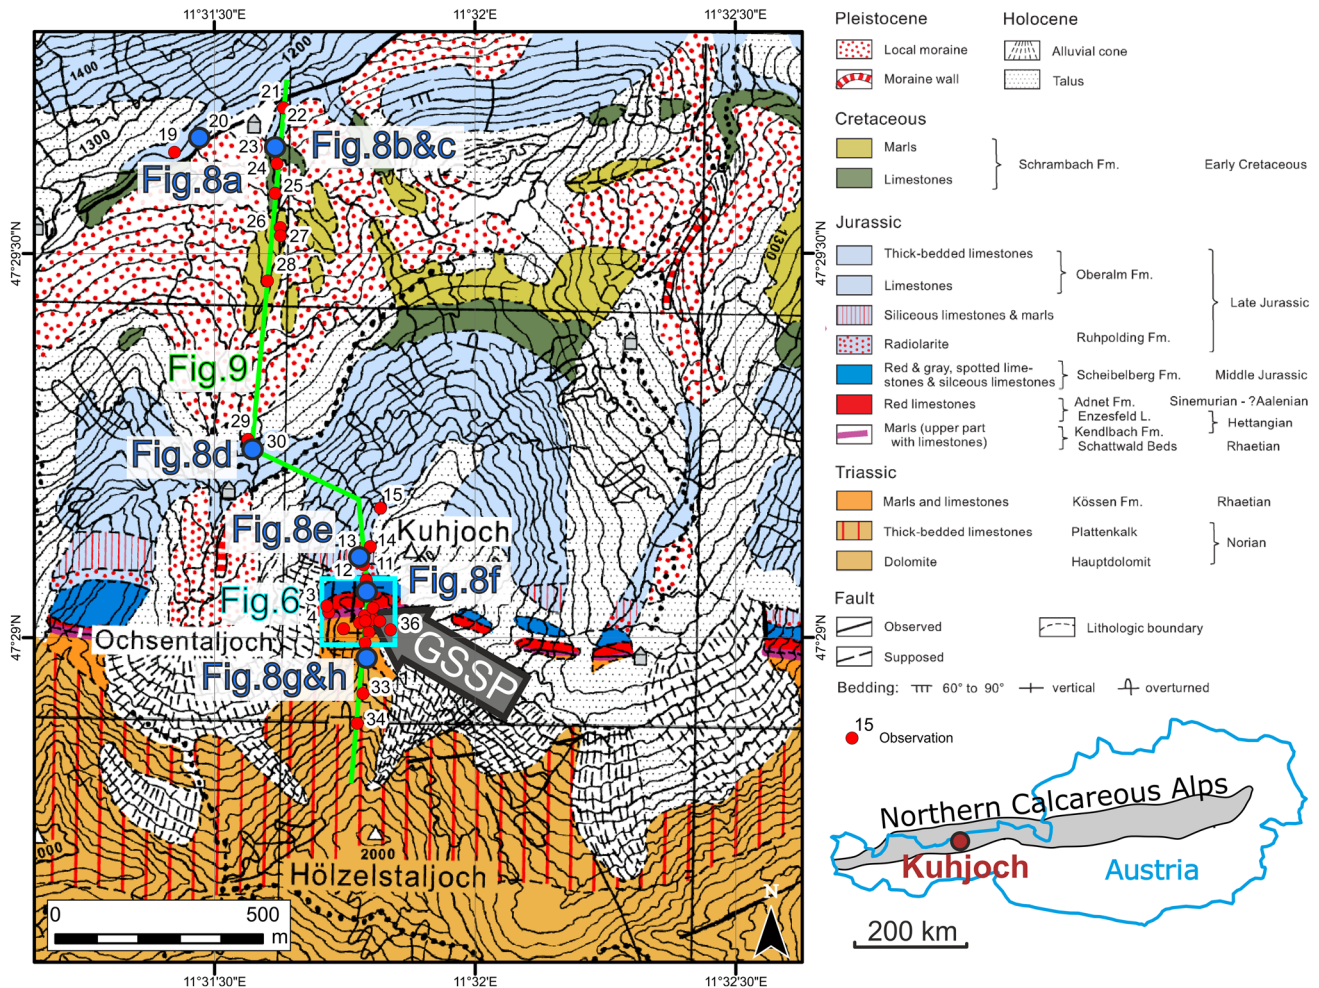 11°31'30"E
11°32'E
11°32'30"E
47°29'30"N
47°29'N
47°29'30"N
47°29'N
1400
1200
1300
21
22
20
19
23
Fig.8b&c
24
Fig.8a
25
26
27
1300
28
Fig.9
29
30
Fig.8d
15
Fig.8e
Kuhjoch
14
13
11
12
Fig.8f
Fig.6
3
4
36
Ochsentaljoch
GSSP
Fig.8g&h
33
34
2000
Hölzelstaljoch
0
500
m
N
11°31'30"E
11°32'E
11°32'30"E
Pleistocene
Holocene
Local moraine
Alluvial cone
Moraine wall
Talus
Cretaceous
Marls
Schrambach Fm.
Early Cretaceous
Limestones
Jurassic
Thick-bedded limestones
Oberalm Fm.
Limestones
Late Jurassic
Siliceous limestones & marls
Radiolarite
Ruhpolding Fm.
Red & gray, spotted lime-
stones & silceous limestones
Scheibelberg Fm.
Middle Jurassic
Red limestones
Adnet Fm.
Sinemurian - ?Aalenian
Enzesfeld L.
Hettangian
Marls (upper part
with limestones)
Kendlbach Fm.
Schattwald Beds
Rhaetian
Triassic
Marls and limestones
Kössen Fm.
Rhaetian
Thick-bedded limestones
Plattenkalk
Norian
Dolomite
Hauptdolomit
Fault
Observed
Lithologic boundary
Supposed
Bedding:
60° to 90°
vertical
overturned
15
Observation
Northern Calcareous Alps
Kuhjoch
Austria
200 km